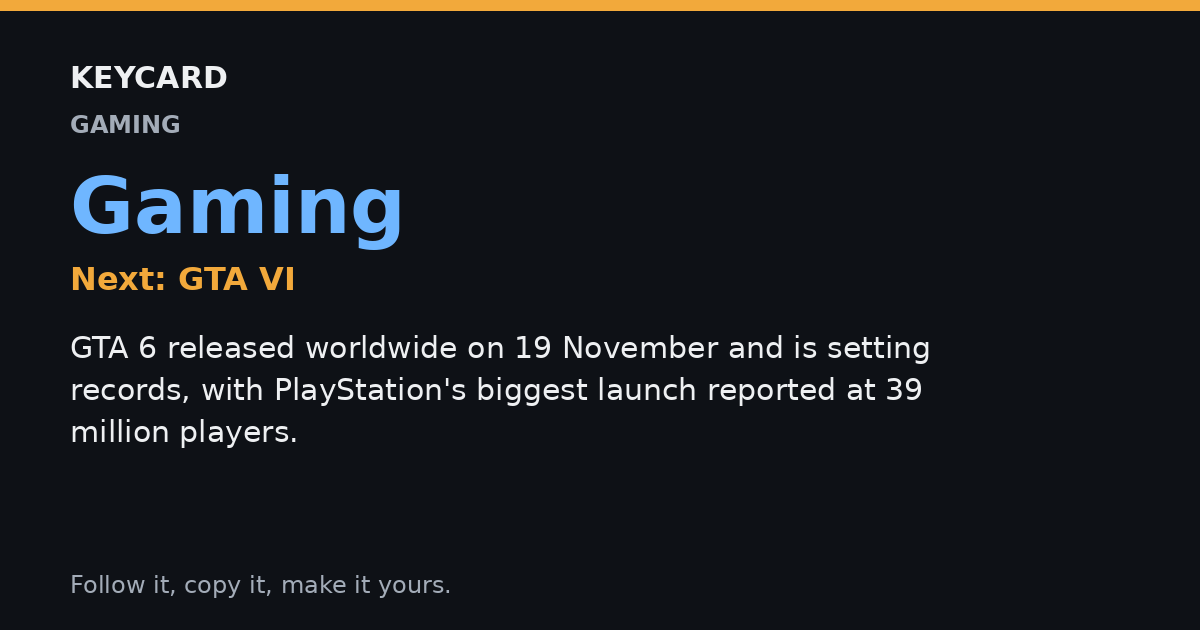 KEYCARD
GAMING
Gaming
Next: GTA VI
GTA 6 released worldwide on 19 November and is setting
records, with PlayStation's biggest launch reported at 39
million players.
Follow it, copy it, make it yours.